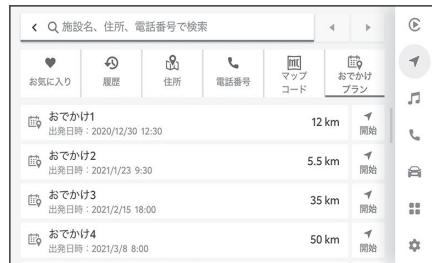 施設名、住所、電話番号で検索
お気に入り
履歴
住所
電話番号
マップ
コード
おでかけ
プラン
おでかけ1
出発日時：2020/12/30 12:30
12 km
開始
おでかけ2
出発日時：2021/1/23 9:30
5.5 km
開始
おでかけ3
出発日時：2021/2/15 18:00
35 km
開始
おでかけ4
出発日時：2021/3/8 8:00
50 km
開始